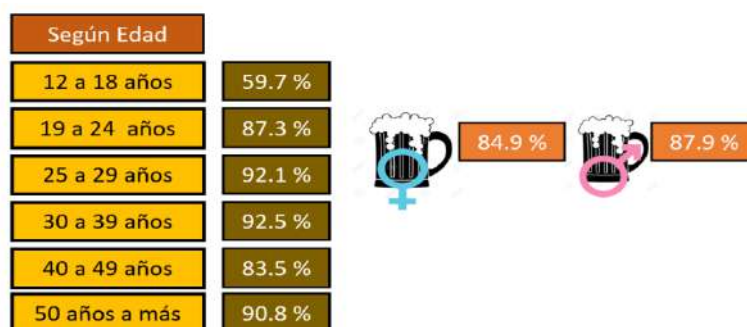 Según Edad
12 a 18 años 59.7 %
19 a 24 años 87.3 %
25 a 29 años 92.1 %
30 a 39 años 92.5 %
40 a 49 años 83.5 %
50 años a más 90.8 %
84.9 % 87.9 %